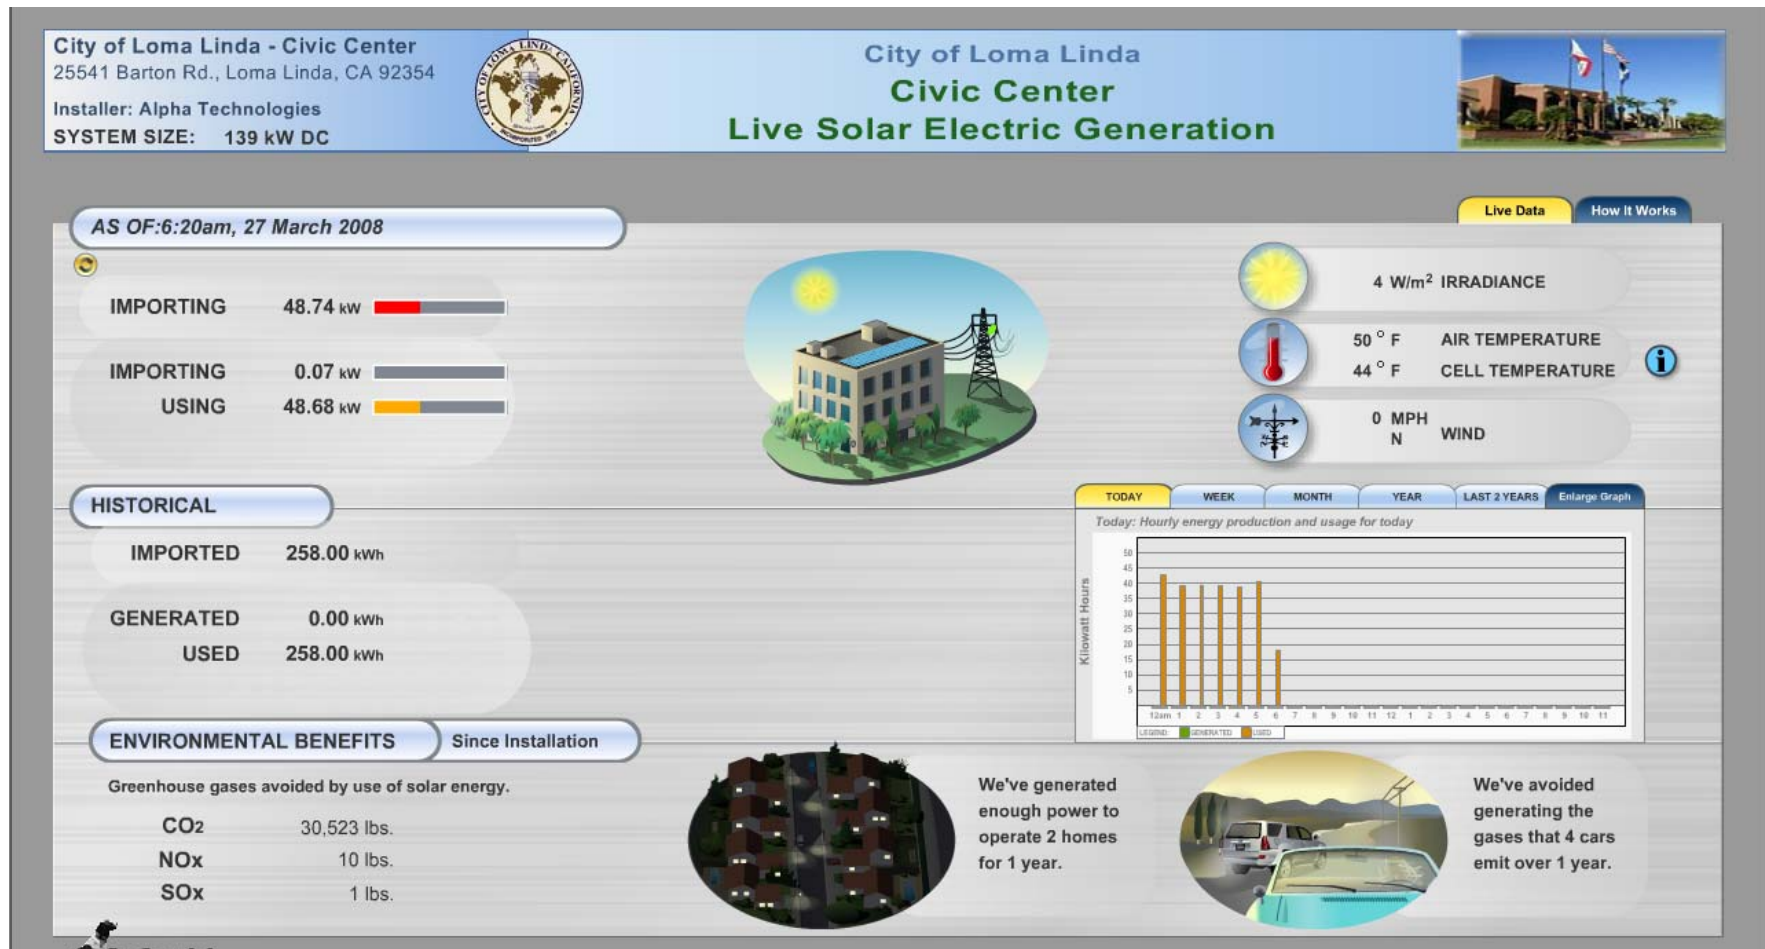 City of Loma Linda - Civic Center
25541 Barton Rd., Loma Linda, CA 92354
Installer: Alpha Technologies
SYSTEM SIZE: 139 kW DC
CITY OF LOMA LINDA CALIFORNIA
INCORPORATED 1970
City of Loma Linda
Civic Center
Live Solar Electric Generation
Live Data How It Works
AS OF:6:20am, 27 March 2008
IMPORTING 48.74 kW
IMPORTING 0.07 kW
USING 48.68 kW
4 W/m² IRRADIANCE
50 ° F AIR TEMPERATURE
44 ° F CELL TEMPERATURE
i
0 MPH
N WIND
HISTORICAL
IMPORTED 258.00 kWh
GENERATED 0.00 kWh
USED 258.00 kWh
TODAY WEEK MONTH YEAR LAST 2 YEARS Enlarge Graph
Today: Hourly energy production and usage for today
Kilowatt Hours
50
45
40
35
30
25
20
15
10
5
12am 1 2 3 4 5 6 7 8 9 10 11 12 1 2 3 4 5 6 7 8 9 10 11
LEGEND: GENERATED USED
ENVIRONMENTAL BENEFITS Since Installation
Greenhouse gases avoided by use of solar energy.
CO2 30,523 lbs.
NOx 10 lbs.
SOx 1 lbs.
We've generated
enough power to
operate 2 homes
for 1 year.
We've avoided
generating the
gases that 4 cars
emit over 1 year.